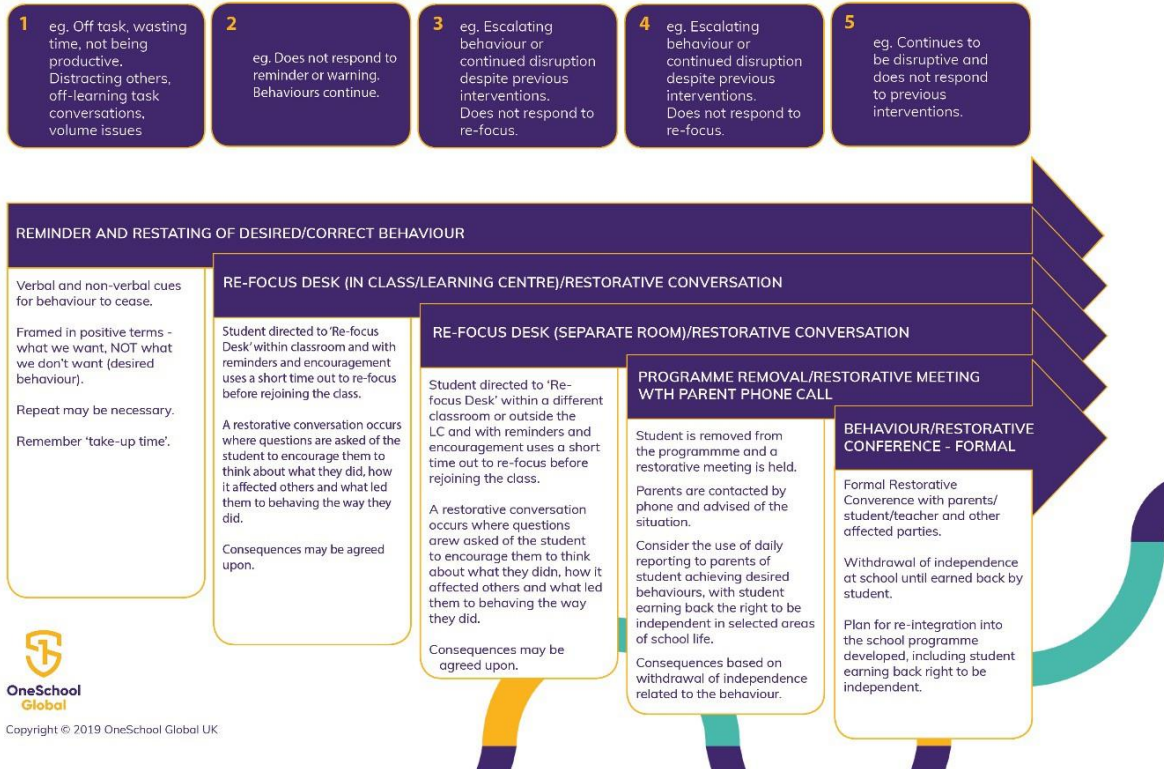 1
eg. Off task, wasting
time, not being
productive.
Distracting others,
off-learning task
conversations,
volume issues
2
eg. Does not respond to
reminder or warning.
Behaviours continue.
3
eg. Escalating
behaviour or
continued disruption
despite previous
interventions.
Does not respond to
re-focus.
4
eg. Escalating
behaviour or
continued disruption
despite previous
interventions.
Does not respond to
re-focus.
5
eg. Continues to
be disruptive and
does not respond
to previous
interventions.
REMINDER AND RESTATING OF DESIRED/CORRECT BEHAVIOUR
Verbal and non-verbal cues
for behaviour to cease.
Framed in positive terms -
what we want, NOT what
we don't want (desired
behaviour).
Repeat may be necessary.
Remember 'take-up time'.
RE-FOCUS DESK (IN CLASS/LEARNING CENTRE)/RESTORATIVE CONVERSATION
Student directed to 'Re-focus
Desk' within classroom and with
reminders and encouragement
uses a short time out to re-focus
before rejoining the class.
A restorative conversation occurs
where questions are asked of the
student to encourage them to
think about what they did, how
it affected others and what led
them to behaving the way they
did.
Consequences may be agreed
upon.
RE-FOCUS DESK (SEPARATE ROOM)/RESTORATIVE CONVERSATION
Student directed to 'Re-
focus Desk' within a different
classroom or outside the
LC and with reminders and
encouragement uses a short
time out to re-focus before
rejoining the class.
A restorative conversation
occurs where questions
arew asked of the student
to encourage them to think
about what they didn, how it
affected others and what led
them to behaving the way
they did.
Consequences may be
agreed upon.
PROGRAMME REMOVAL/RESTORATIVE MEETING
WTH PARENT PHONE CALL
Student is removed from
the programmme and a
restorative meeting is held.
Parents are contacted by
phone and advised of the
situation.
Consider the use of daily
reporting to parents of
student achieving desired
behaviours, with student
earning back the right to be
independent in selected areas
of school life.
Consequences based on
withdrawal of independence
related to the behaviour.
BEHAVIOUR/RESTORATIVE
CONFERENCE - FORMAL
Formal Restorative
Converence with parents/
student/teacher and other
affected parties.
Withdrawal of independence
at school until earned back by
student.
Plan for re-integration into
the school programme
developed, including student
earning back right to be
independent.
OneSchool
Global
Copyright © 2019 OneSchool Global UK